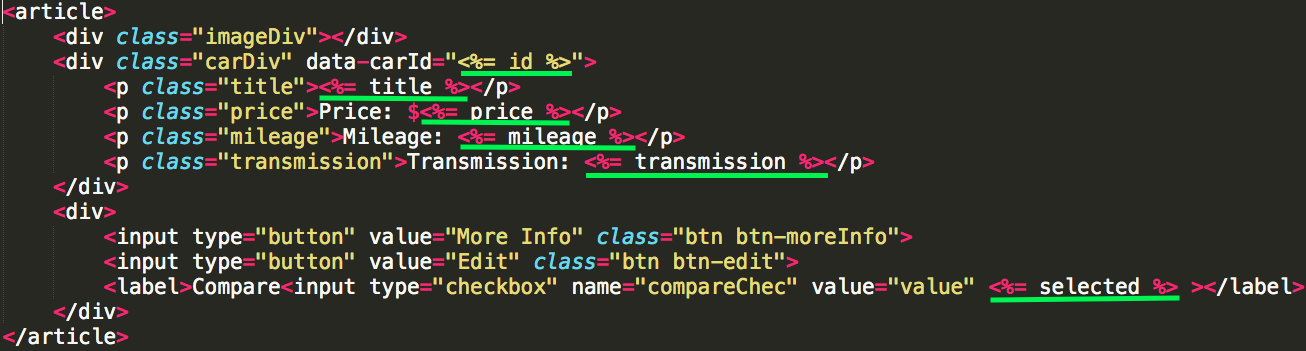 <article>
    <div class="imageDiv"></div>
    <div class="carDiv" data-carId="<%= id %>">
        <p class="title"><%= title %></p>
        <p class="price">Price: $<%= price %></p>
        <p class="mileage">Mileage: <%= mileage %></p>
        <p class="transmission">Transmission: <%= transmission %></p>
    </div>
    <div>
        <input type="button" value="More Info" class="btn btn-moreInfo">
        <input type="button" value="Edit" class="btn btn-edit">
        <label>Compare<input type="checkbox" name="compareChec" value="value" <%= selected %> ></label>
    </div>
</article>